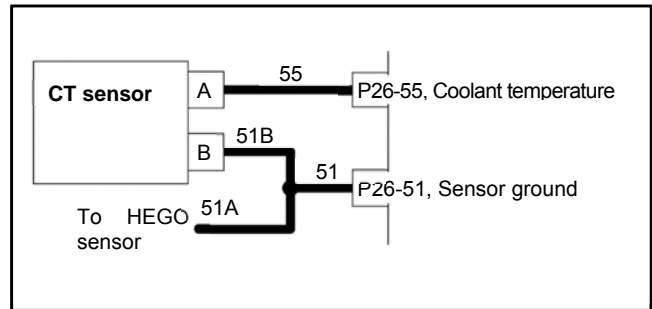 55
CT sensor
A
P26-55, Coolant temperature
51B
B
51
P26-51, Sensor ground
To HEGO
51A
sensor